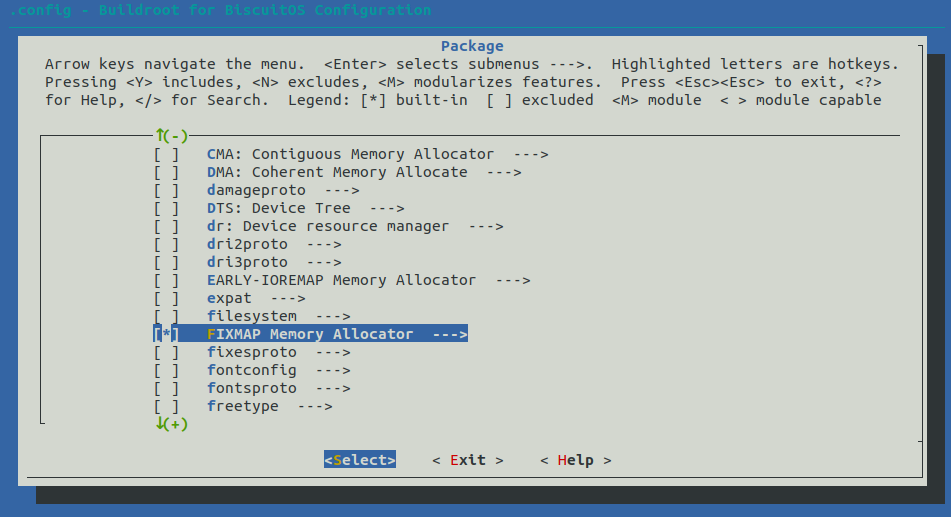 .config - Buildroot for BiscuitOS Configuration
Package
Arrow keys navigate the menu.  <Enter> selects submenus --->.  Highlighted letters are hotkeys.
Pressing <Y> includes, <N> excludes, <M> modularizes features.  Press <Esc><Esc> to exit, <?>
for Help, </> for Search.  Legend: [*] built-in  [ ] excluded  <M> module  < > module capable
↑(-)
[ ]   CMA: Contiguous Memory Allocator  --->
[ ]   DMA: Coherent Memory Allocate  --->
[ ]   damageproto  --->
[ ]   DTS: Device Tree  --->
[ ]   dr: Device resource manager  --->
[ ]   dri2proto  --->
[ ]   dri3proto  --->
[ ]   EARLY-IOREMAP Memory Allocator  --->
[ ]   expat  --->
[ ]   filesystem  --->
[*]   FIXMAP Memory Allocator  --->
[ ]   fixesproto  --->
[ ]   fontconfig  --->
[ ]   fontsproto  --->
[ ]   freetype  --->
↓(+)
<Select>    < Exit >    < Help >